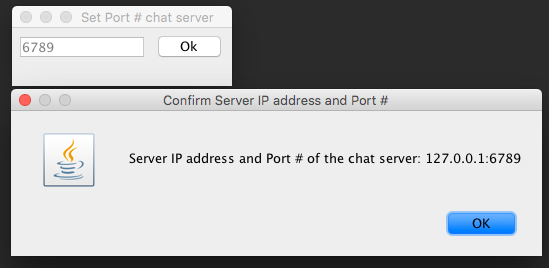 Set Port # chat server
6789
Ok
Confirm Server IP address and Port #
Server IP address and Port # of the chat server: 127.0.0.1:6789
OK